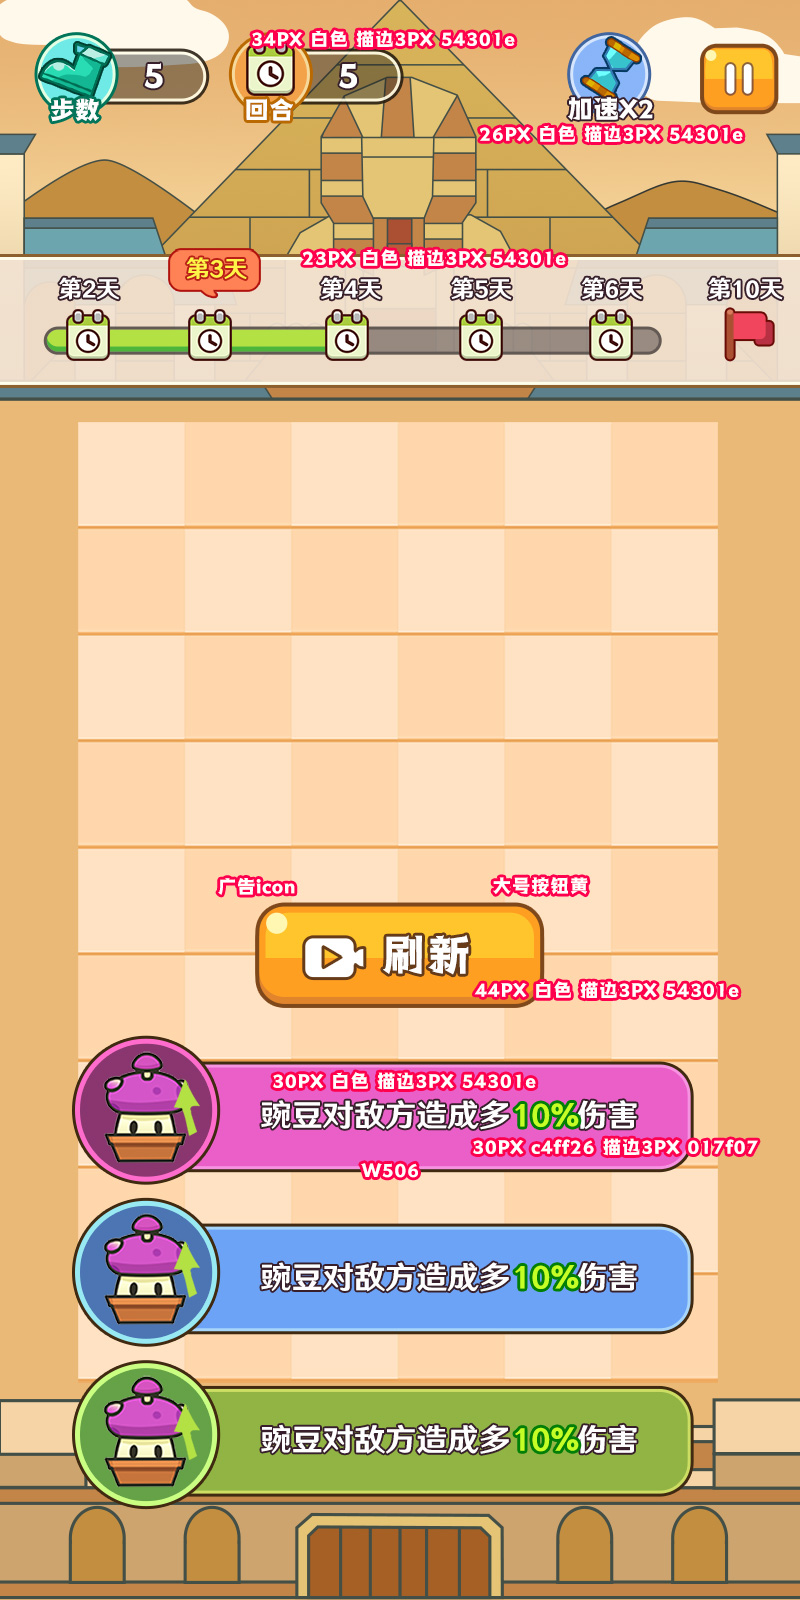 34PX 白色 描边3PX 54301e
5
5
步数
回合
加速X2
26PX 白色 描边3PX 54301e
23PX 白色 描边3PX 54301e
第2天
第3天
第4天
第5天
第6天
第10天
广告icon
大号按钮黄
刷新
44PX 白色 描边3PX 54301e
30PX 白色 描边3PX 54301e
豌豆对敌方造成多10%伤害
30PX c4ff26 描边3PX 017f07
W506
豌豆对敌方造成多10%伤害
豌豆对敌方造成多10%伤害